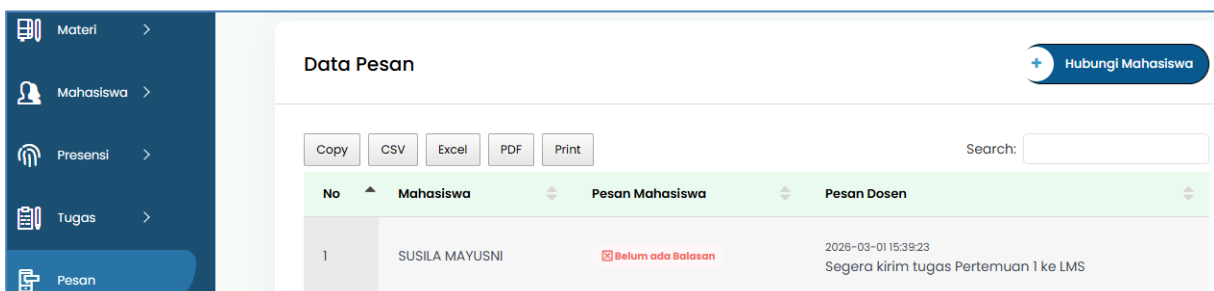 Materi
Mahasiswa
Presensi
Tugas
Pesan
Data Pesan
+ Hubungi Mahasiswa
Copy CSV Excel PDF Print
Search:
No Mahasiswa Pesan Mahasiswa Pesan Dosen
1 SUSILA MAYUSNI Belum ada Balasan 2026-03-01 15:39:23
Segera kirim tugas Pertemuan 1 ke LMS